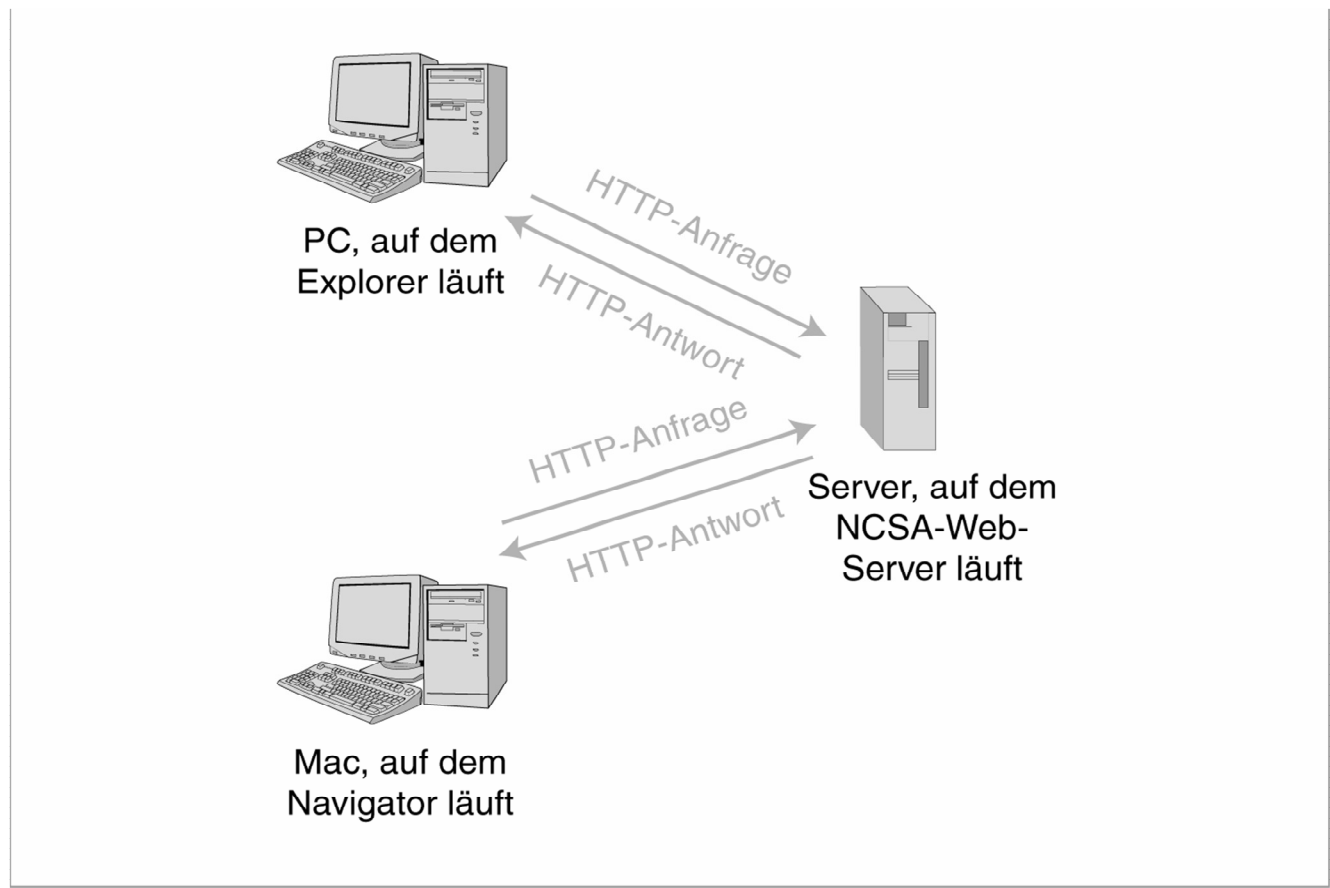 PC, auf dem
Explorer läuft
HTTP-Anfrage
HTTP-Antwort
HTTP-Anfrage
HTTP-Antwort
Server, auf dem
NCSA-Web-
Server läuft
Mac, auf dem
Navigator läuft